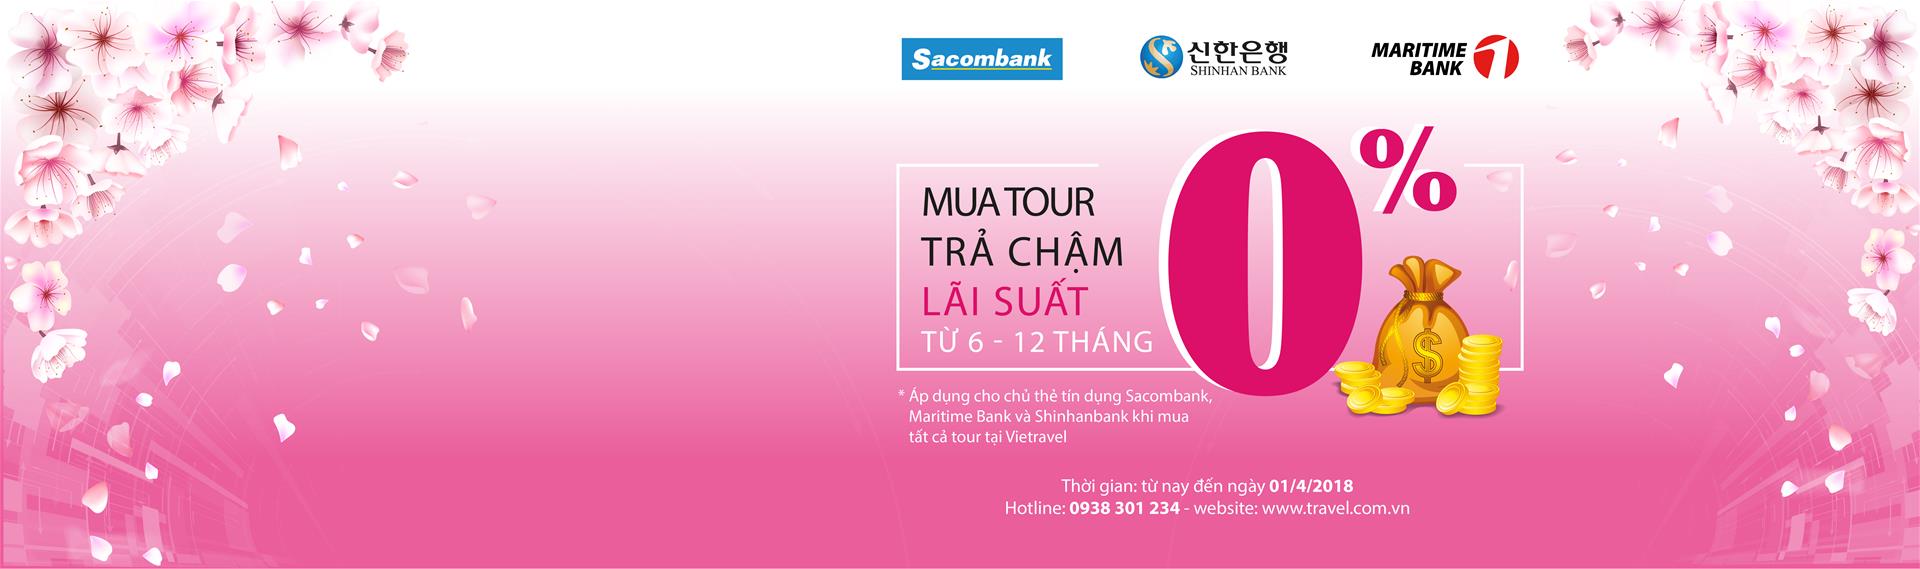 Sacombank
신한은행
SHINHAN BANK
MARITIME
BANK
MUA TOUR
TRẢ CHẬM
LÃI SUẤT
TỪ 6 - 12 THÁNG
0%
$
* Áp dụng cho chủ thẻ tín dụng Sacombank,
Maritime Bank và Shinhanbank khi mua
tất cả tour tại Vietravel
Thời gian: từ nay đến ngày 01/4/2018
Hotline: 0938 301 234 - website: www.travel.com.vn